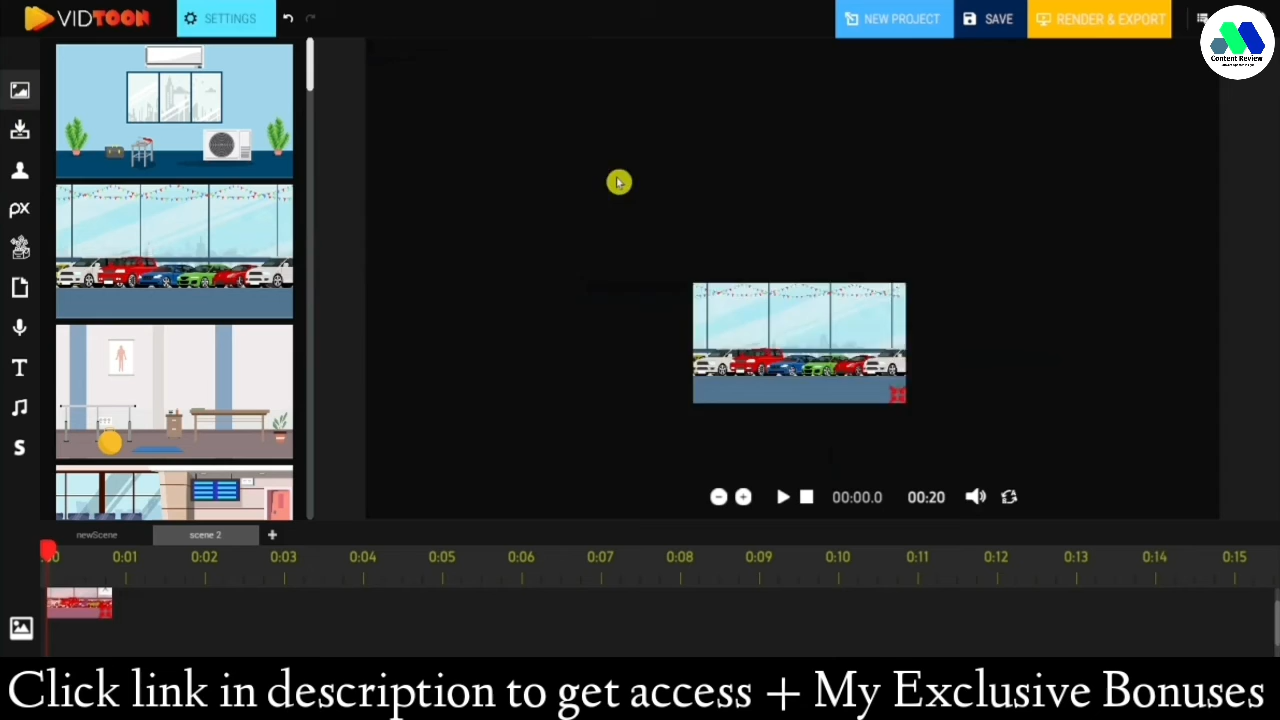 VIDTOON
SETTINGS
NEW PROJECT
SAVE
RENDER & EXPORT
Content Review
px
T
S
???
00:00.0
00:20
newScene
scene 2
+
0:01
0:02
0:03
0:04
0:05
0:06
0:07
0:08
0:09
0:10
0:11
0:12
0:13
0:14
0:15
Click link in description to get access + My Exclusive Bonuses